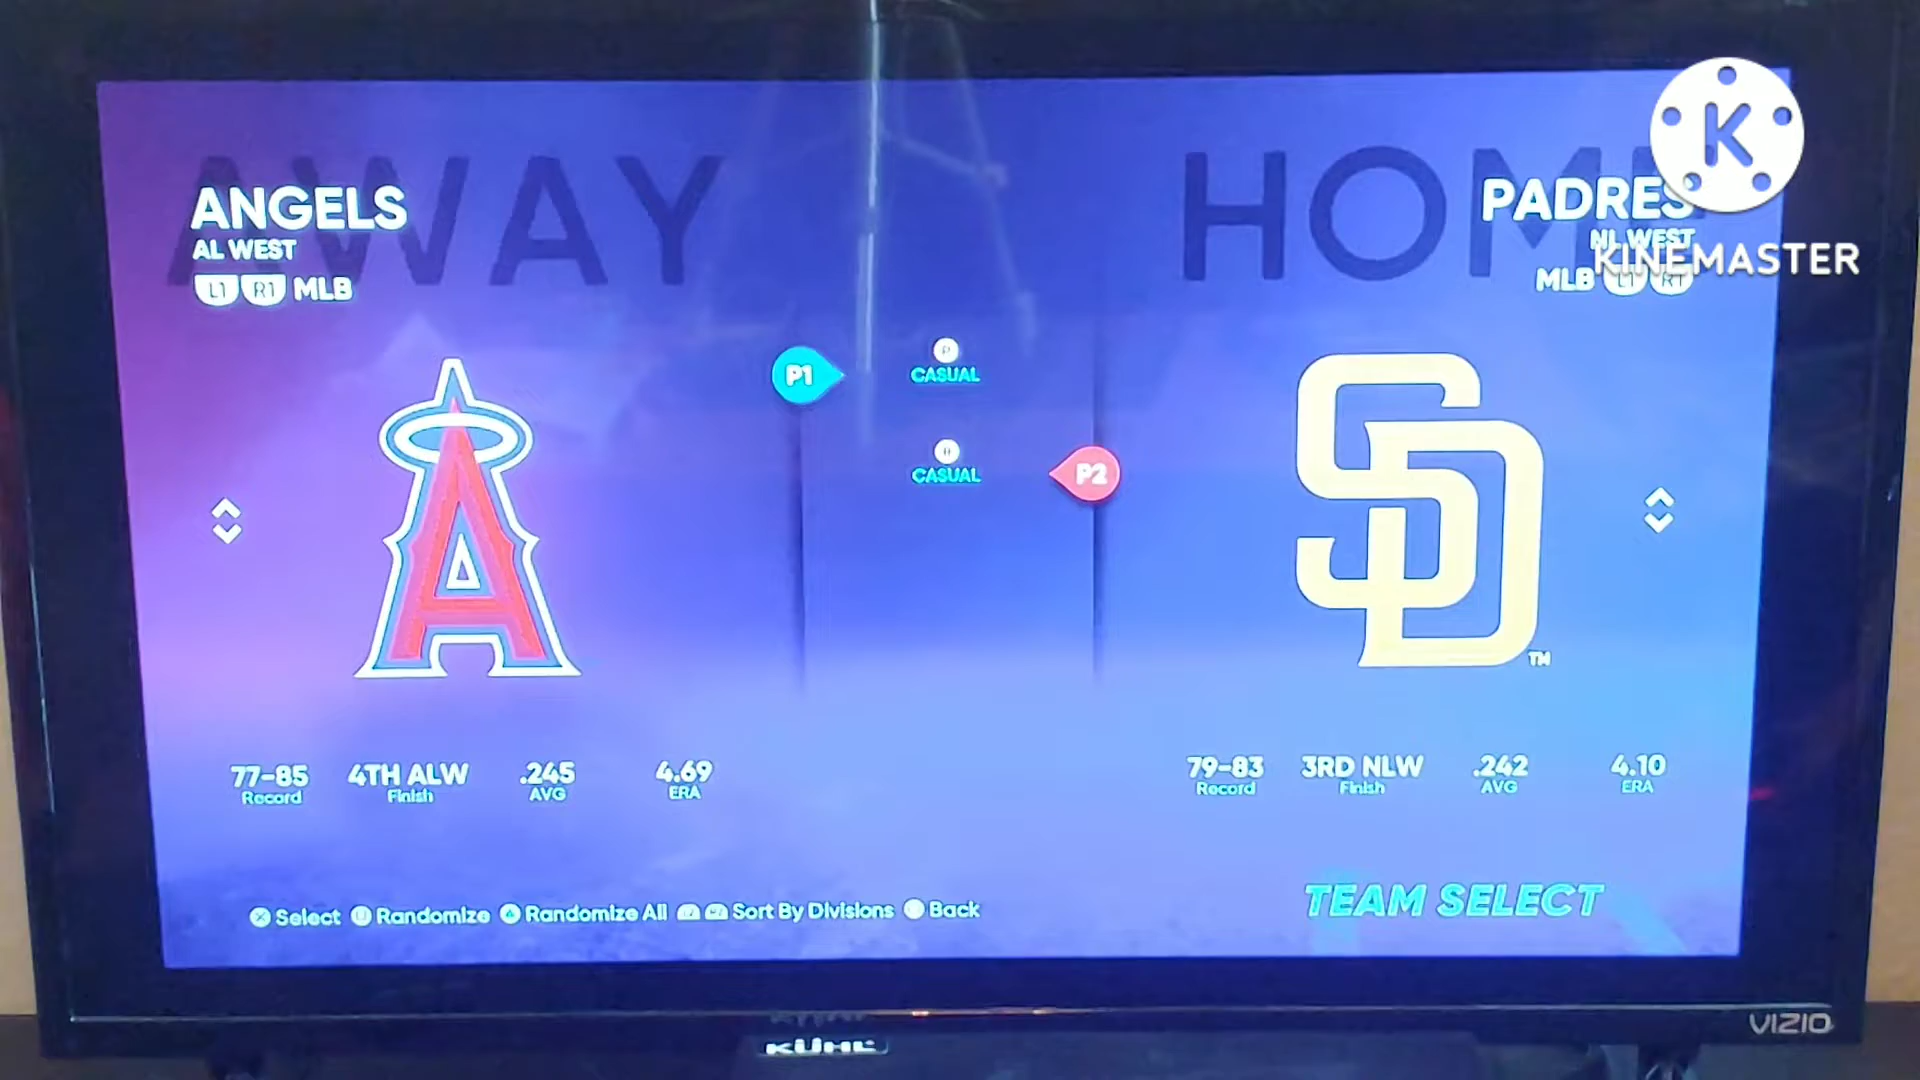 AWAY
HOME
ANGELS
AL WEST
L1 R1 MLB
PADRES
NL WEST
MLB L1 R1
K
KINEMASTER
P1
CASUAL
P2
CASUAL
A
SD
TM
77-85
Record
4TH ALW
Finish
.245
AVG
4.69
ERA
79-83
Record
3RD NLW
Finish
.242
AVG
4.10
ERA
Select Randomize Randomize All Sort By Divisions Back
TEAM SELECT
VIZIO
KÜHL